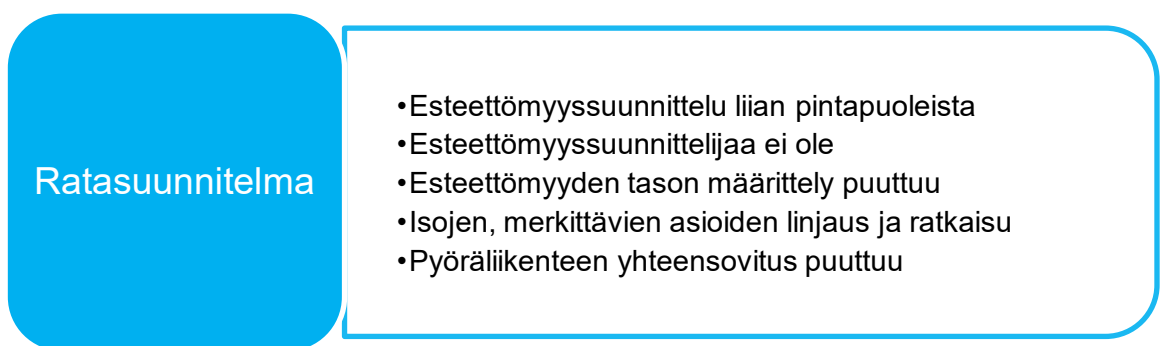 Ratasuunnitelma
•Esteettömyyssuunnittelu liian pintapuoleista
•Esteettömyyssuunnittelijaa ei ole
•Esteettömyyden tason määrittely puuttuu
•Isojen, merkittävien asioiden linjaus ja ratkaisu
•Pyöräliikenteen yhteensovitus puuttuu